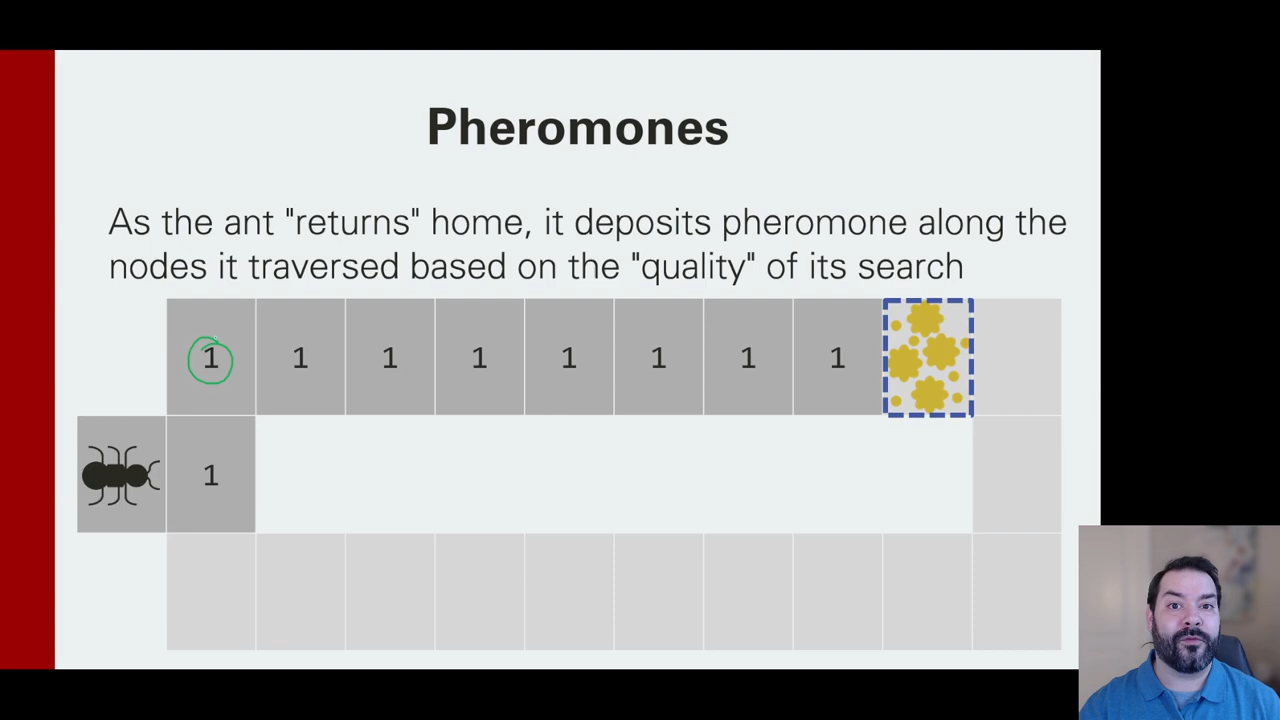 Pheromones
As the ant "returns" home, it deposits pheromone along the
nodes it traversed based on the "quality" of its search
1 1 1 1 1 1 1 1
1